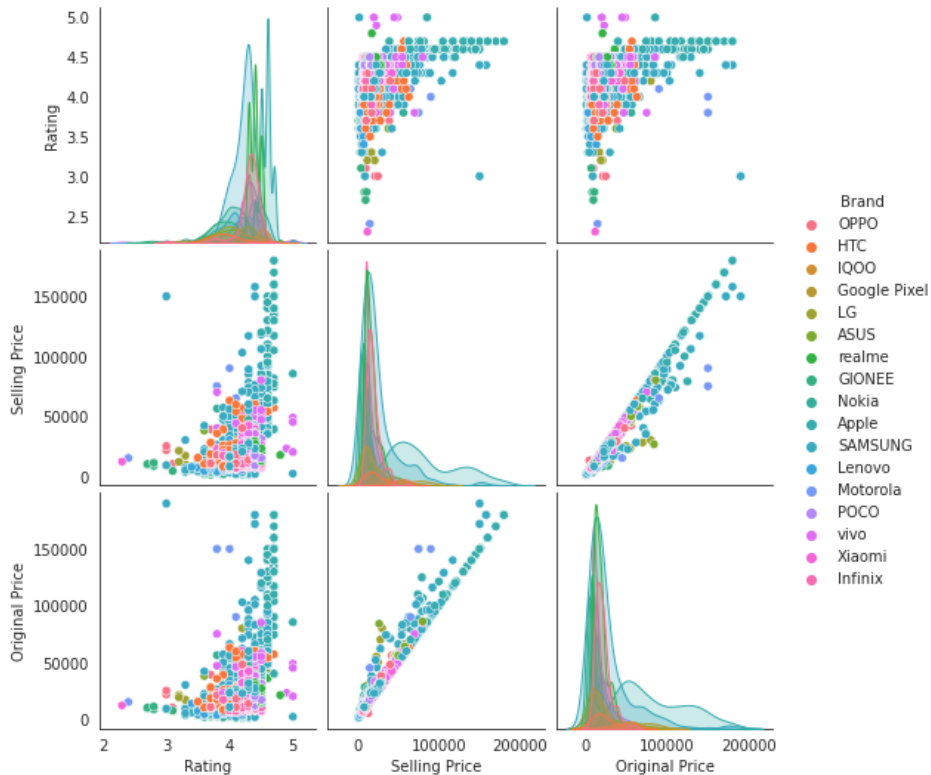 5.0
4.5
4.0
3.5
3.0
2.5
Rating
150000
100000
50000
0
Selling Price
150000
100000
50000
0
Original Price
2 3 4 5
Rating
0 100000 200000
Selling Price
0 100000 200000
Original Price
Brand
OPPO
HTC
IQOO
Google Pixel
LG
ASUS
realme
GIONEE
Nokia
Apple
SAMSUNG
Lenovo
Motorola
POCO
vivo
Xiaomi
Infinix